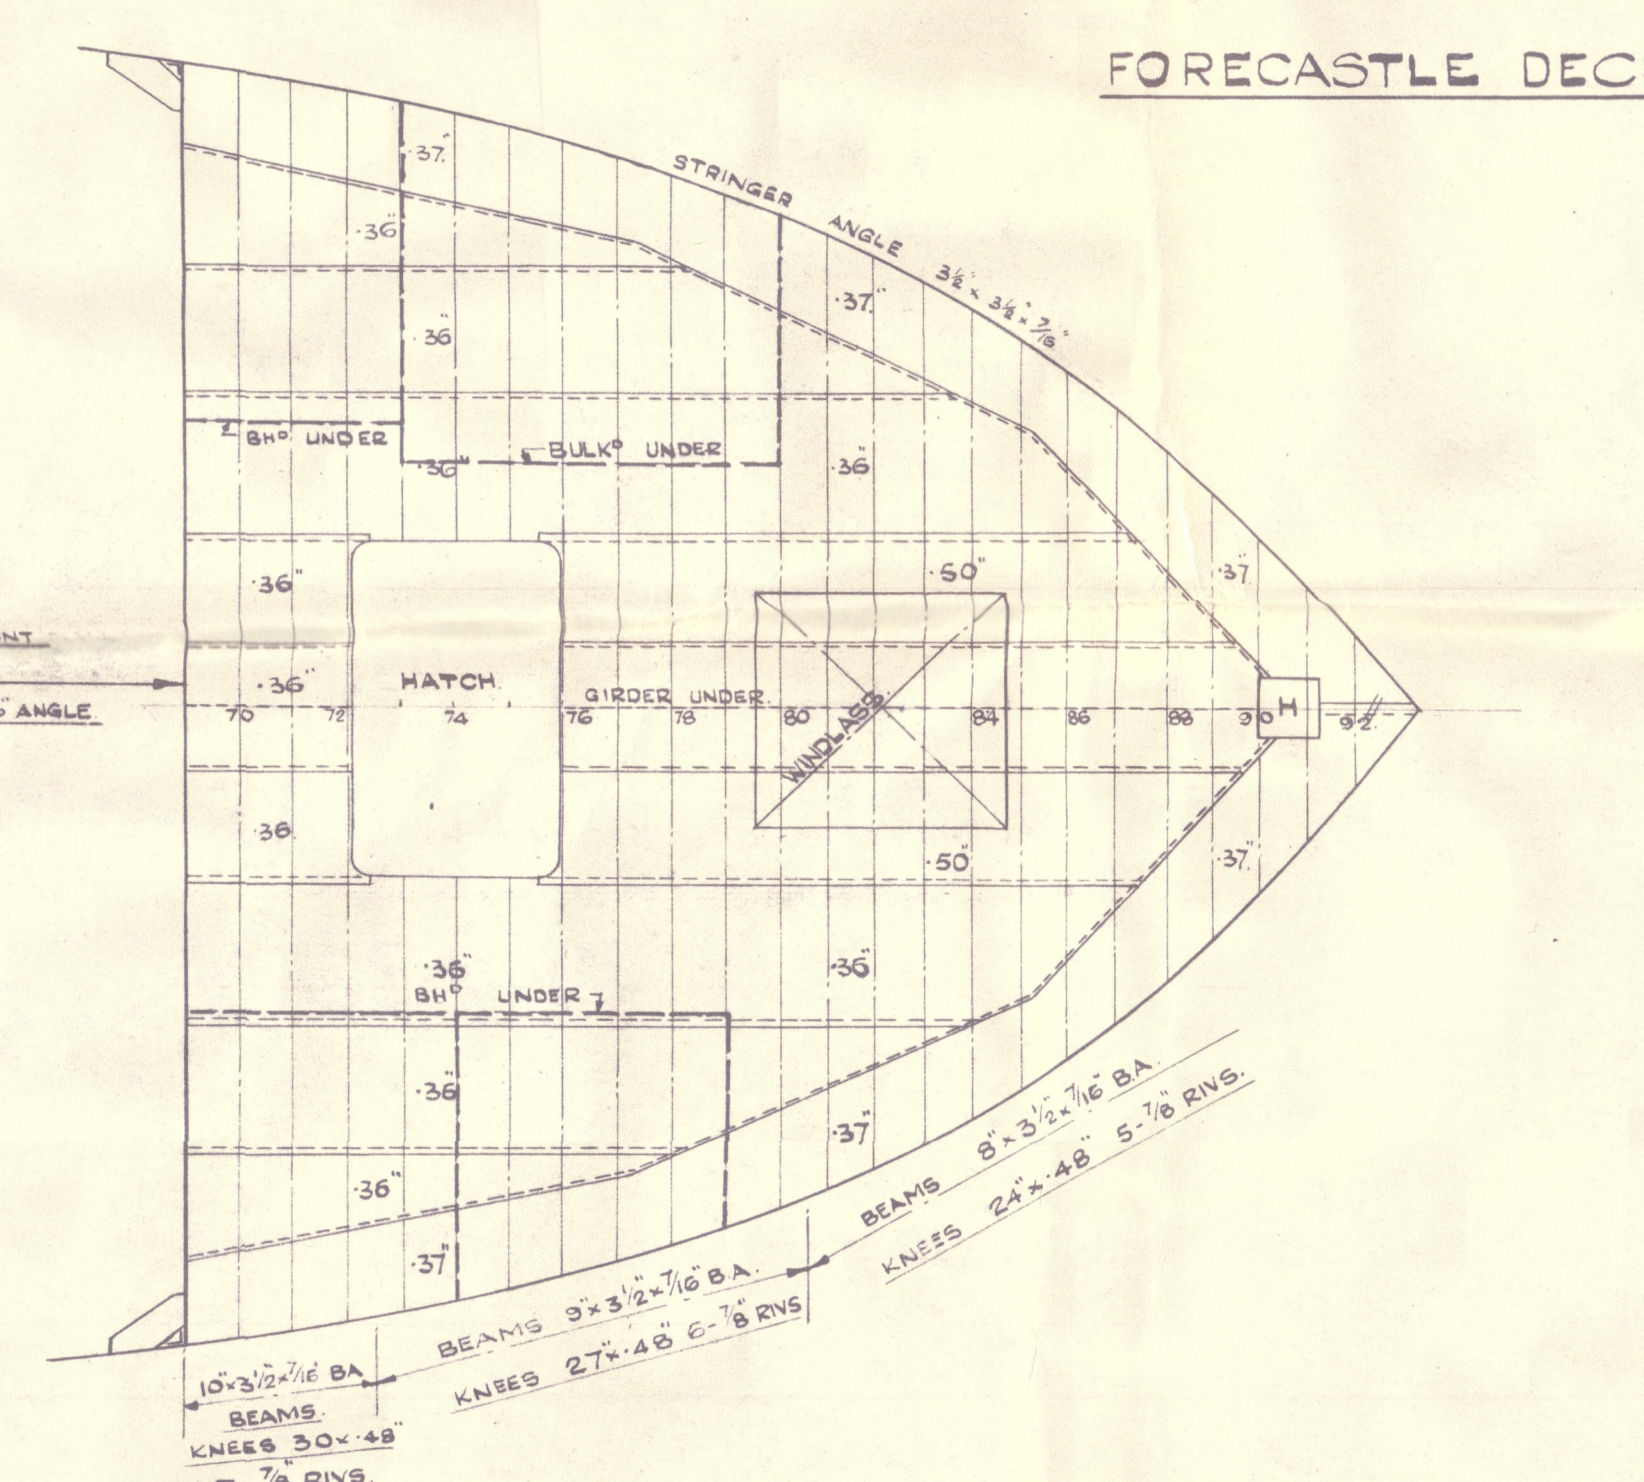 FORECASTLE DEC
.37"
STRINGER ANGLE 3½" x 3½" x 7/16"
.36"
.37"
.36"
BHᴰ UNDER
.36"
BULKᴰ UNDER
.36"
.36"
.50"
.37"
NT
.36"
HATCH.
GIRDER UNDER.
H
ANGLE
70 72 74 76 78 80 84 86 88 90 92
WINDLASS.
.36
.50"
.37"
.36"
.36"
BHᴰ UNDER
.36"
.37"
.36"
.37"
BEAMS 8" x 3½" x 7/16" B.A.
KNEES 24" x .48" 5-7/8" RIVS.
BEAMS 9" x 3½" x 7/16" B.A.
KNEES 27" x .48" 6-7/8" RIVS
10" x 3½" x 7/16" BA
BEAMS.
KNEES 30 x .48"
7/8" RIVS.